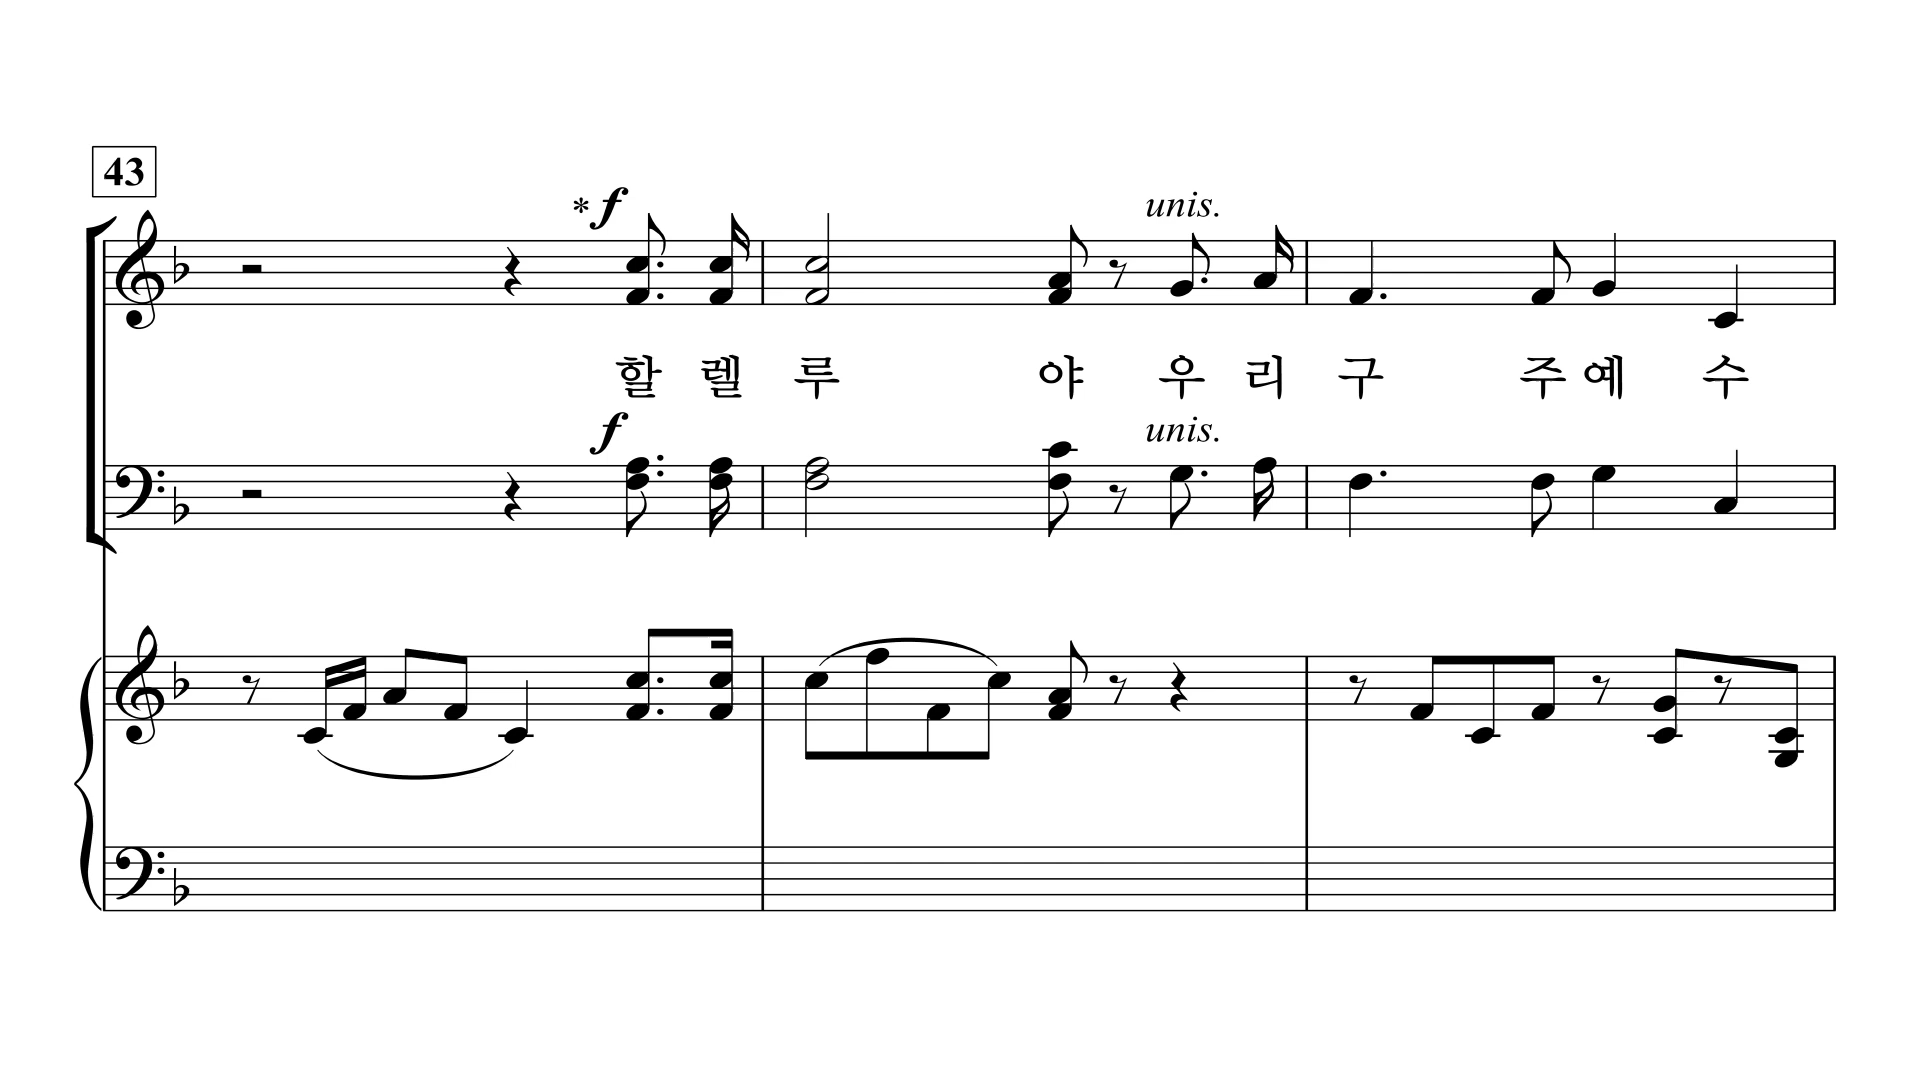 43
* f
unis.
할 렐 루 야 우 리 구 주 예 수
f
unis.